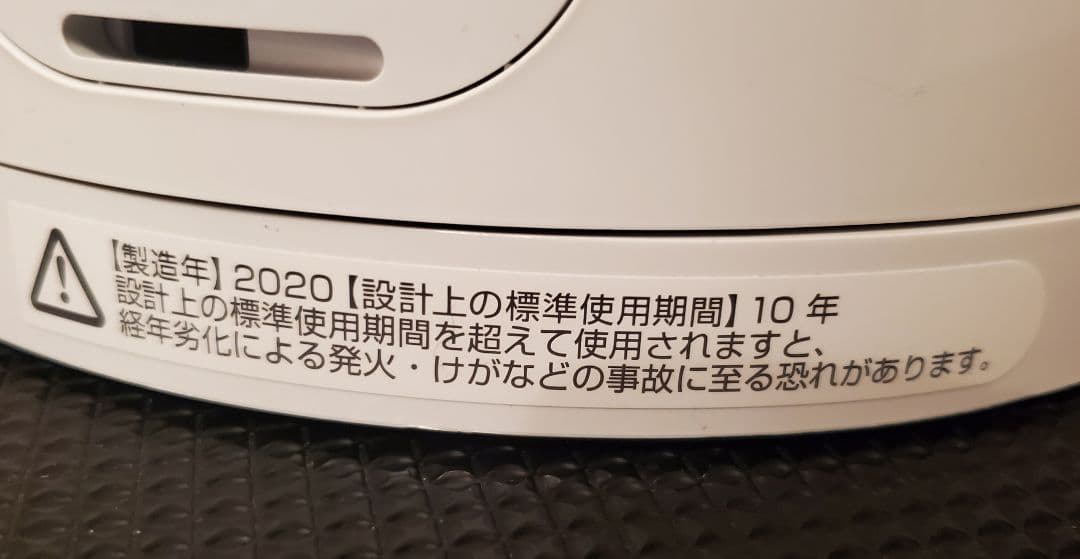 【製造年】2020【設計上の標準使用期間】10 年
設計上の標準使用期間を超えて使用されますと、
経年劣化による発火・けがなどの事故に至る恐れがあります。